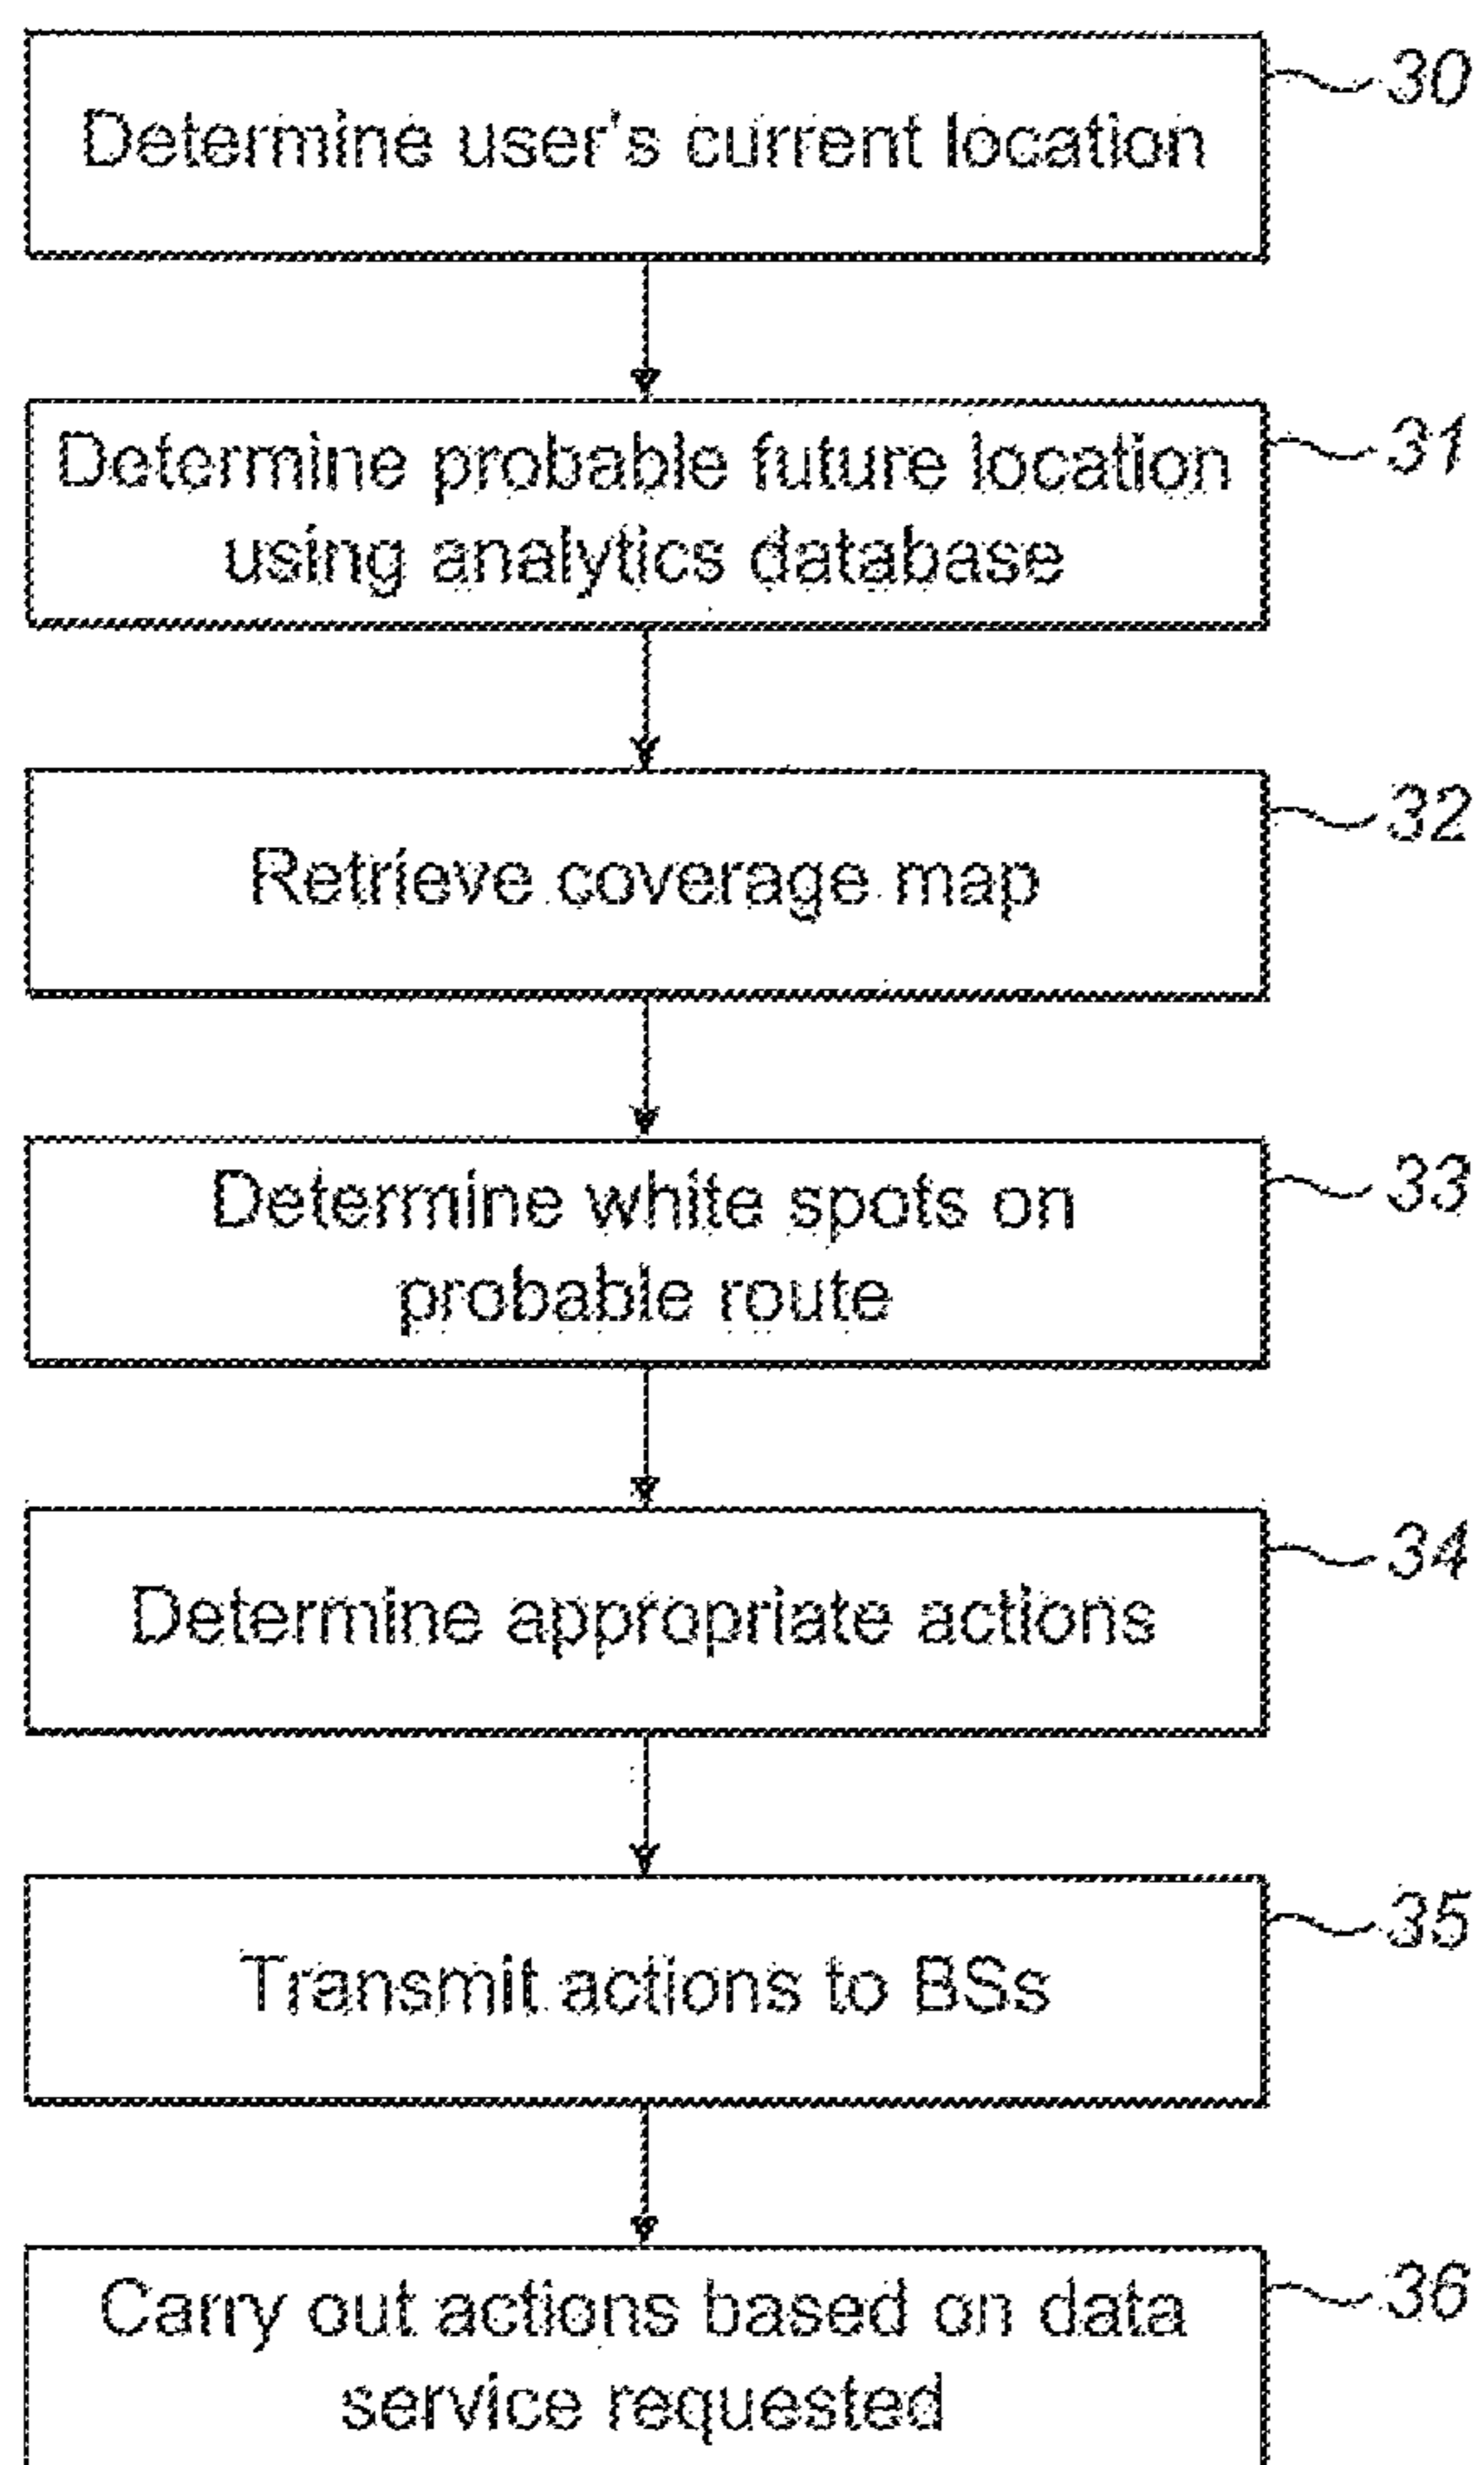 30
Determine user's current location
31
Determine probable future location
using analytics database
32
Retrieve coverage map
33
Determine white spots on
probable route
34
Determine appropriate actions
35
Transmit actions to BSs
36
Carry out actions based on data
service requested